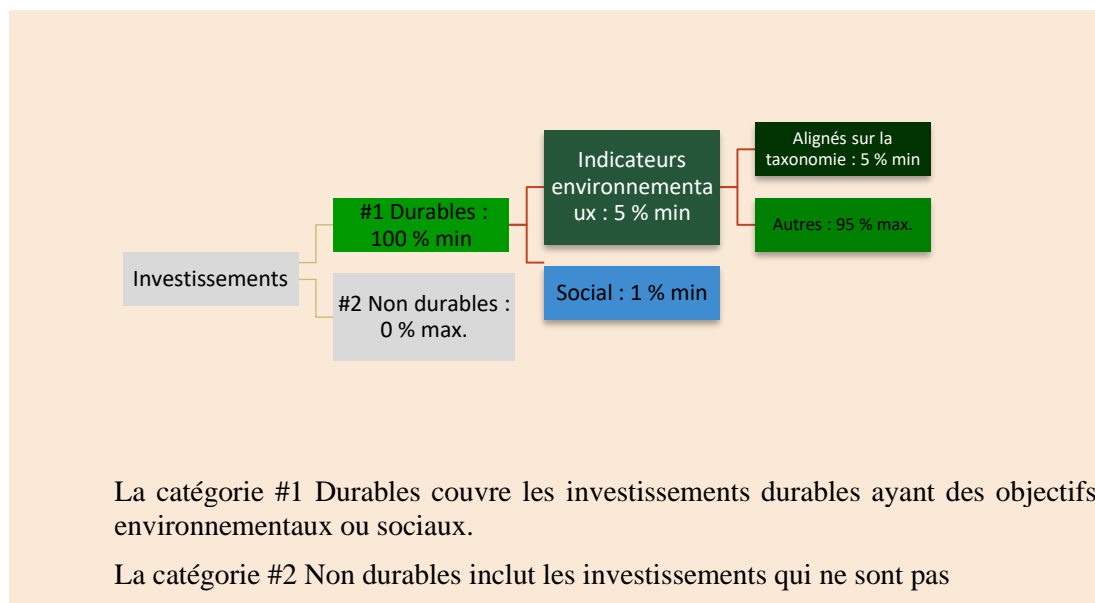 Investissements
#1 Durables :
100 % min
#2 Non durables :
0 % max.
Indicateurs
environnementa
ux : 5 % min
Social : 1 % min
Alignés sur la
taxonomie : 5 % min
Autres : 95 % max.
La catégorie #1 Durables couvre les investissements durables ayant des objectifs
environnementaux ou sociaux.
La catégorie #2 Non durables inclut les investissements qui ne sont pas